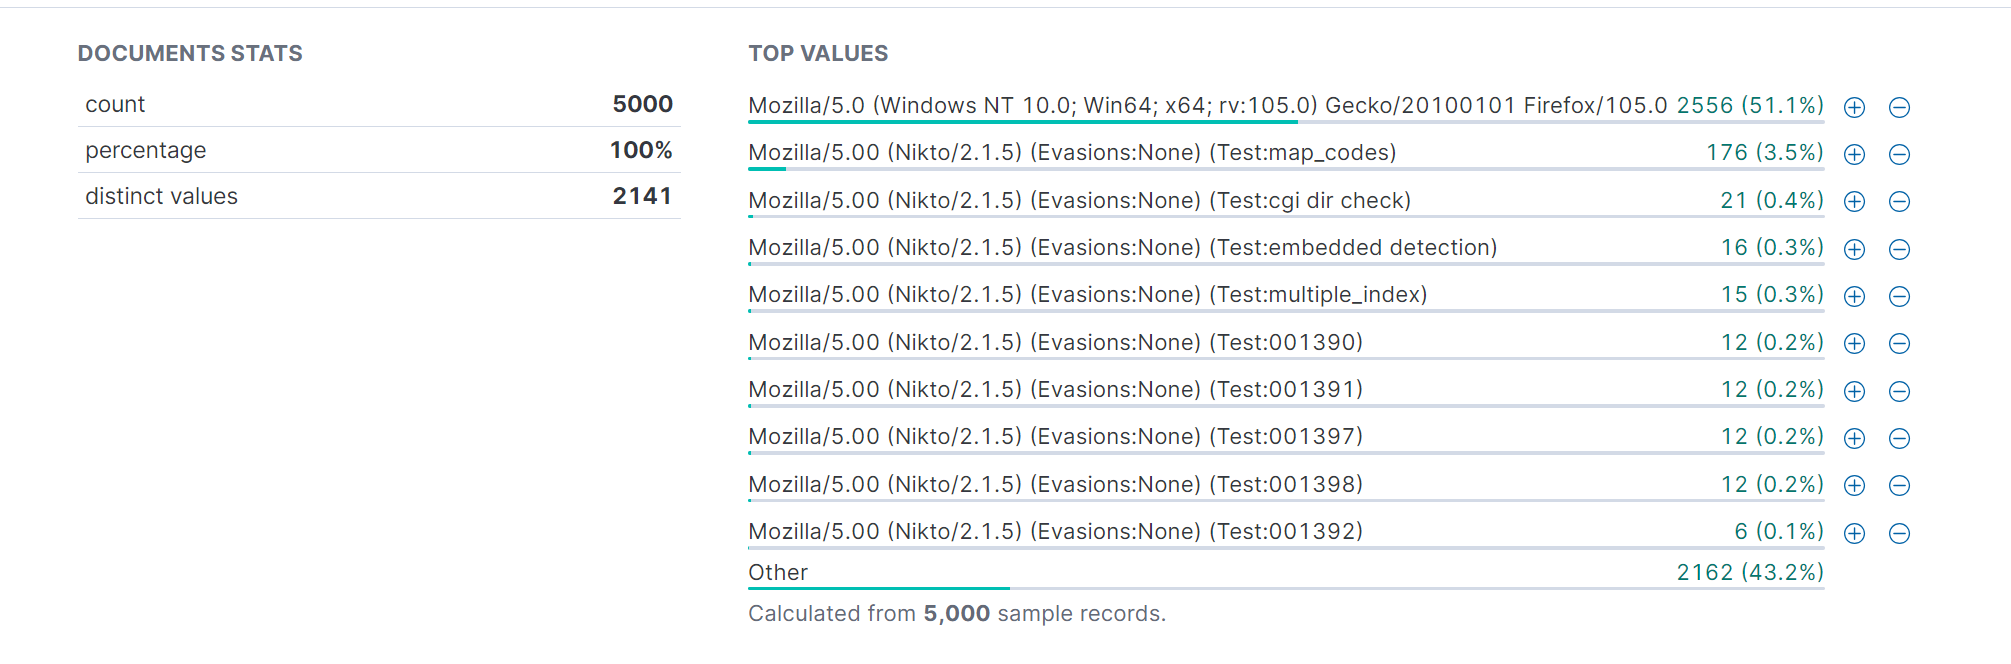 DOCUMENTS STATS
count 5000
percentage 100%
distinct values 2141
TOP VALUES
Mozilla/5.0 (Windows NT 10.0; Win64; x64; rv:105.0) Gecko/20100101 Firefox/105.0 2556 (51.1%)
Mozilla/5.00 (Nikto/2.1.5) (Evasions:None) (Test:map_codes) 176 (3.5%)
Mozilla/5.00 (Nikto/2.1.5) (Evasions:None) (Test:cgi dir check) 21 (0.4%)
Mozilla/5.00 (Nikto/2.1.5) (Evasions:None) (Test:embedded detection) 16 (0.3%)
Mozilla/5.00 (Nikto/2.1.5) (Evasions:None) (Test:multiple_index) 15 (0.3%)
Mozilla/5.00 (Nikto/2.1.5) (Evasions:None) (Test:001390) 12 (0.2%)
Mozilla/5.00 (Nikto/2.1.5) (Evasions:None) (Test:001391) 12 (0.2%)
Mozilla/5.00 (Nikto/2.1.5) (Evasions:None) (Test:001397) 12 (0.2%)
Mozilla/5.00 (Nikto/2.1.5) (Evasions:None) (Test:001398) 12 (0.2%)
Mozilla/5.00 (Nikto/2.1.5) (Evasions:None) (Test:001392) 6 (0.1%)
Other 2162 (43.2%)
Calculated from 5,000 sample records.